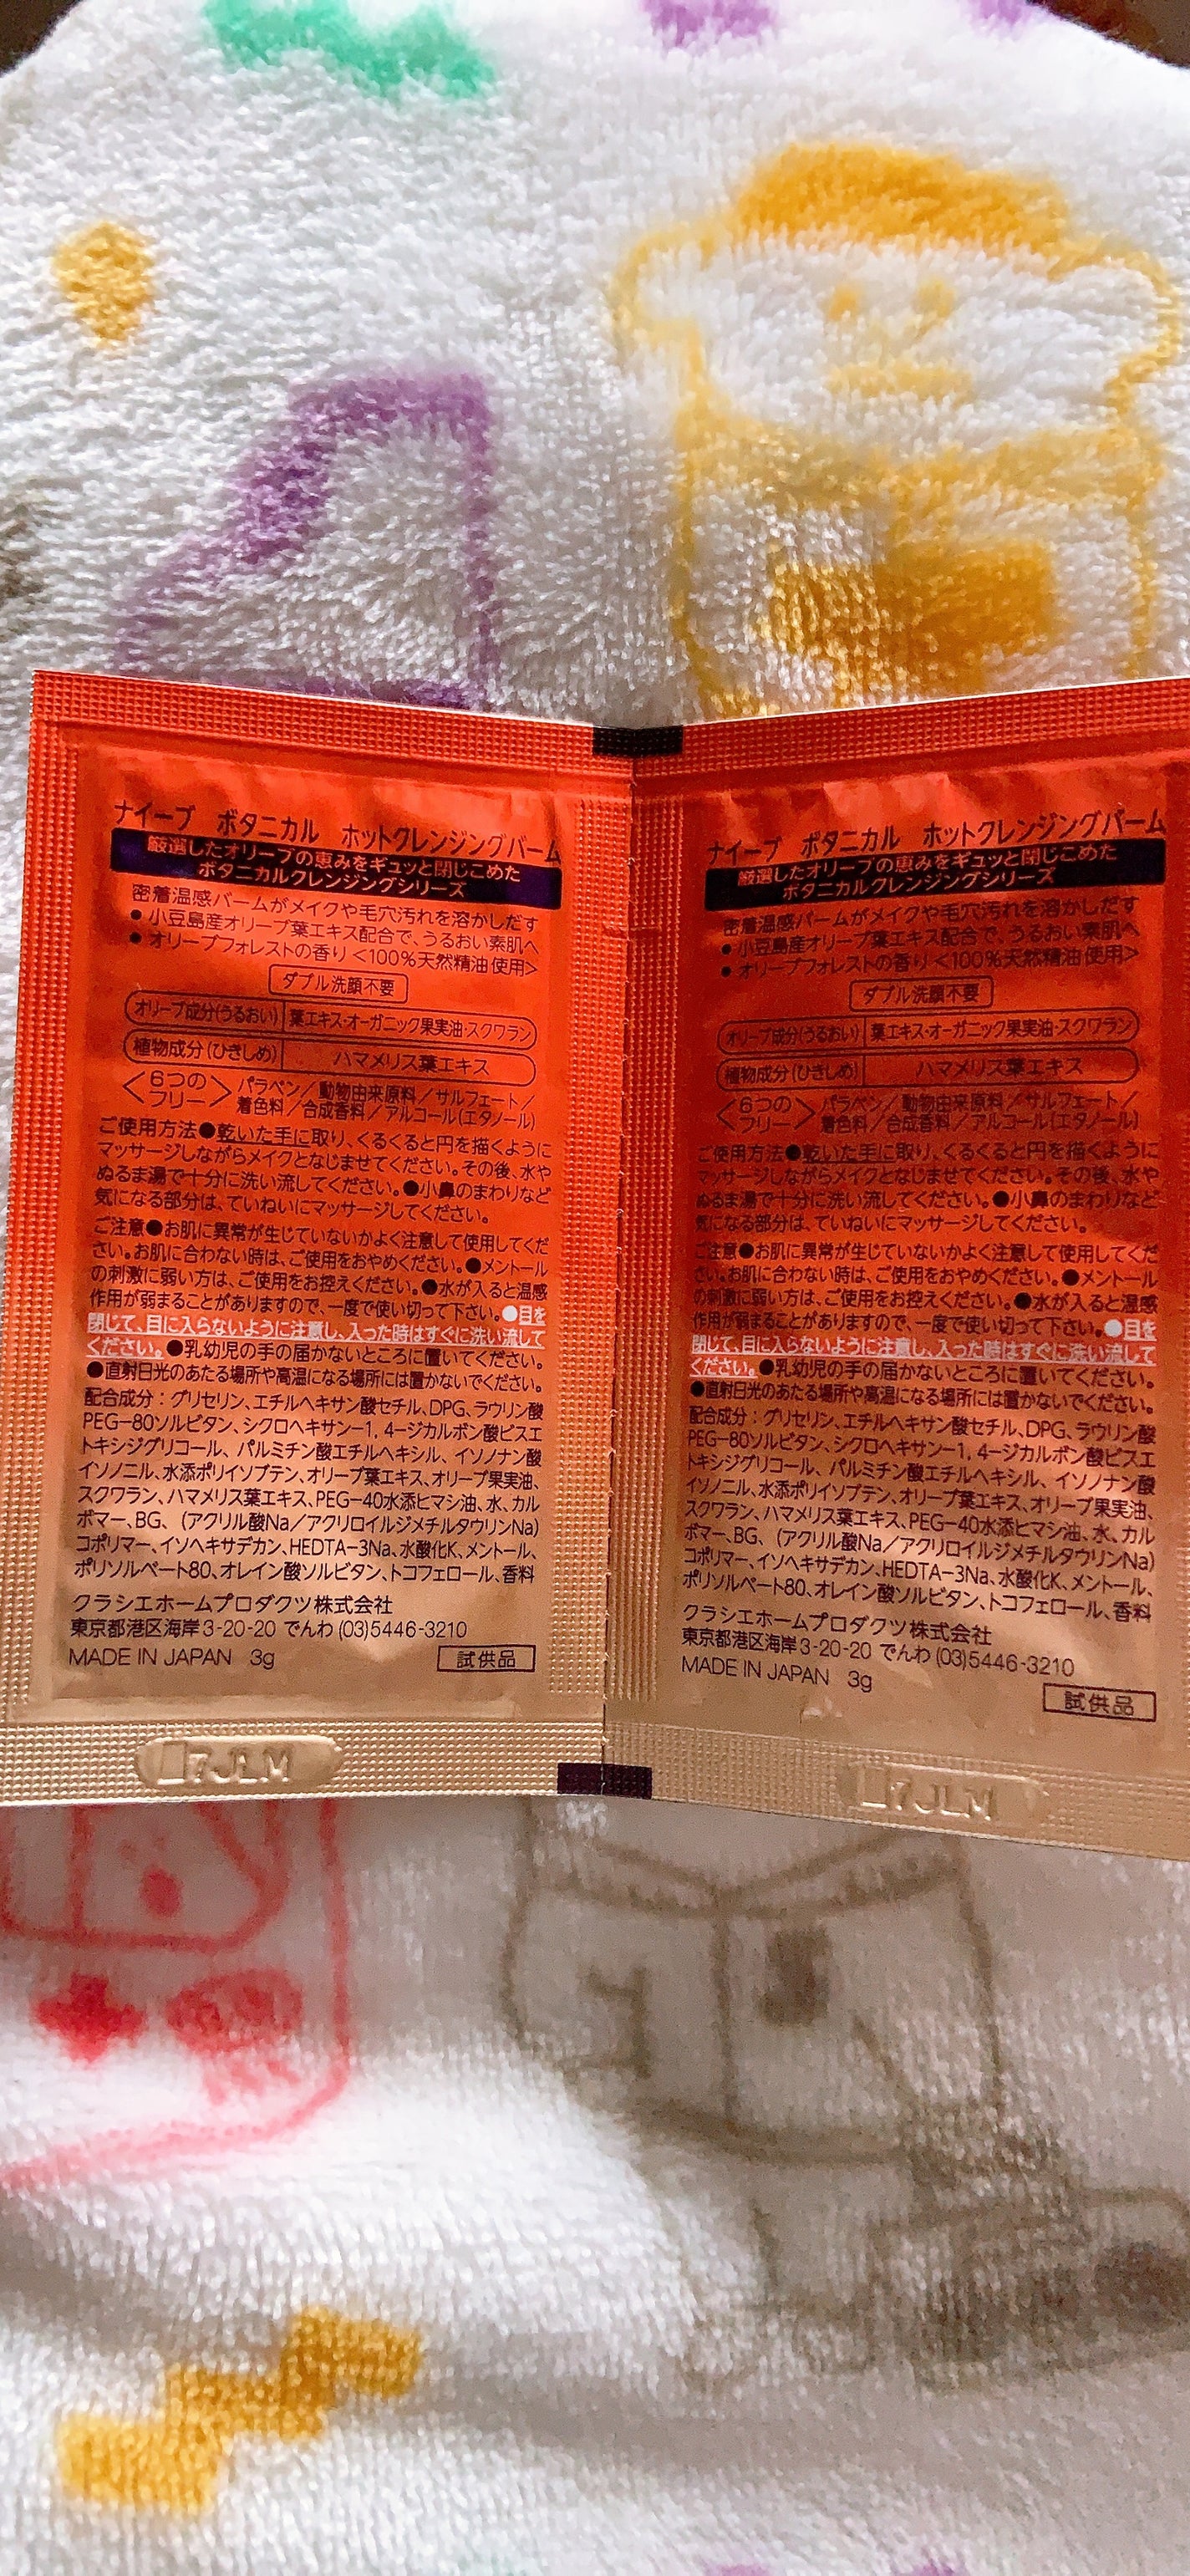 ナイーブ ボタニカル ホットクレンジングバーム
厳選したオリーブの恵みをギュッと閉じこめた
ボタニカルクレンジングシリーズ
密着温感バームがメイクや毛穴汚れを溶かしだす
● 小豆島産オリーブ葉エキス配合で、うるおい素肌へ
● オリーブフォレストの香り<100%天然精油使用>
ダブル洗顔不要
オリーブ成分(うるおい) 葉エキス・オーガニック果実油・スクワラン
植物成分(ひきしめ) ハマメリス葉エキス
<6つのフリー> パラベン/動物由来原料/サルフェート/
着色料/合成香料/アルコール(エタノール)
ご使用方法●乾いた手に取り、くるくると円を描くように
マッサージしながらメイクとなじませてください。その後、水や
ぬるま湯で十分に洗い流してください。●小鼻のまわりなど
気になる部分は、ていねいにマッサージしてください。
ご注意●お肌に異常が生じていないかよく注意して使用してくだ
さい。お肌に合わない時は、ご使用をおやめください。●メントール
の刺激に弱い方は、ご使用をお控えください。●水が入ると温感
作用が弱まることがありますので、一度で使い切って下さい。●目を
閉じて、目に入らないように注意し、入った時はすぐに洗い流して
ください。●乳幼児の手の届かないところに置いてください。
●直射日光のあたる場所や高温になる場所には置かないでください。
配合成分：グリセリン、エチルヘキサン酸セチル、DPG、ラウリン酸
PEG-80ソルビタン、シクロヘキサン-1, 4-ジカルボン酸ビスエ
トキシジグリコール、パルミチン酸エチルヘキシル、イソノナン酸
イソノニル、水添ポリイソブテン、オリーブ葉エキス、オリーブ果実油、
スクワラン、ハマメリス葉エキス、PEG-40水添ヒマシ油、水、カル
ボマー、BG、(アクリル酸Na/アクリロイルジメチルタウリンNa)
コポリマー、イソヘキサデカン、HEDTA-3Na、水酸化K、メントール、
ポリソルベート80、オレイン酸ソルビタン、トコフェロール、香料
クラシエホームプロダクツ株式会社
東京都港区海岸3-20-20 でんわ(03)5446-3210
MADE IN JAPAN 3g 試供品
7JLM
ナイーブ ボタニカル ホットクレンジングバーム
厳選したオリーブの恵みをギュッと閉じこめた
ボタニカルクレンジングシリーズ
密着温感バームがメイクや毛穴汚れを溶かしだす
● 小豆島産オリーブ葉エキス配合で、うるおい素肌へ
● オリーブフォレストの香り<100%天然精油使用>
ダブル洗顔不要
オリーブ成分(うるおい) 葉エキス・オーガニック果実油・スクワラン
植物成分(ひきしめ) ハマメリス葉エキス
<6つのフリー> パラベン/動物由来原料/サルフェート/
着色料/合成香料/アルコール(エタノール)
ご使用方法●乾いた手に取り、くるくると円を描くように
マッサージしながらメイクとなじませてください。その後、水や
ぬるま湯で十分に洗い流してください。●小鼻のまわりなど
気になる部分は、ていねいにマッサージしてください。
ご注意●お肌に異常が生じていないかよく注意して使用してくだ
さい。お肌に合わない時は、ご使用をおやめください。●メントール
の刺激に弱い方は、ご使用をお控えください。●水が入ると温感
作用が弱まることがありますので、一度で使い切って下さい。●目を
閉じて、目に入らないように注意し、入った時はすぐに洗い流して
ください。●乳幼児の手の届かないところに置いてください。
●直射日光のあたる場所や高温になる場所には置かないでください。
配合成分：グリセリン、エチルヘキサン酸セチル、DPG、ラウリン酸
PEG-80ソルビタン、シクロヘキサン-1, 4-ジカルボン酸ビスエ
トキシジグリコール、パルミチン酸エチルヘキシル、イソノナン酸
イソノニル、水添ポリイソブテン、オリーブ葉エキス、オリーブ果実油、
スクワラン、ハマメリス葉エキス、PEG-40水添ヒマシ油、水、カル
ボマー、BG、(アクリル酸Na/アクリロイルジメチルタウリンNa)
コポリマー、イソヘキサデカン、HEDTA-3Na、水酸化K、メントール、
ポリソルベート80、オレイン酸ソルビタン、トコフェロール、香料
クラシエホームプロダクツ株式会社
東京都港区海岸3-20-20 でんわ(03)5446-3210
MADE IN JAPAN 3g 試供品
7JLM